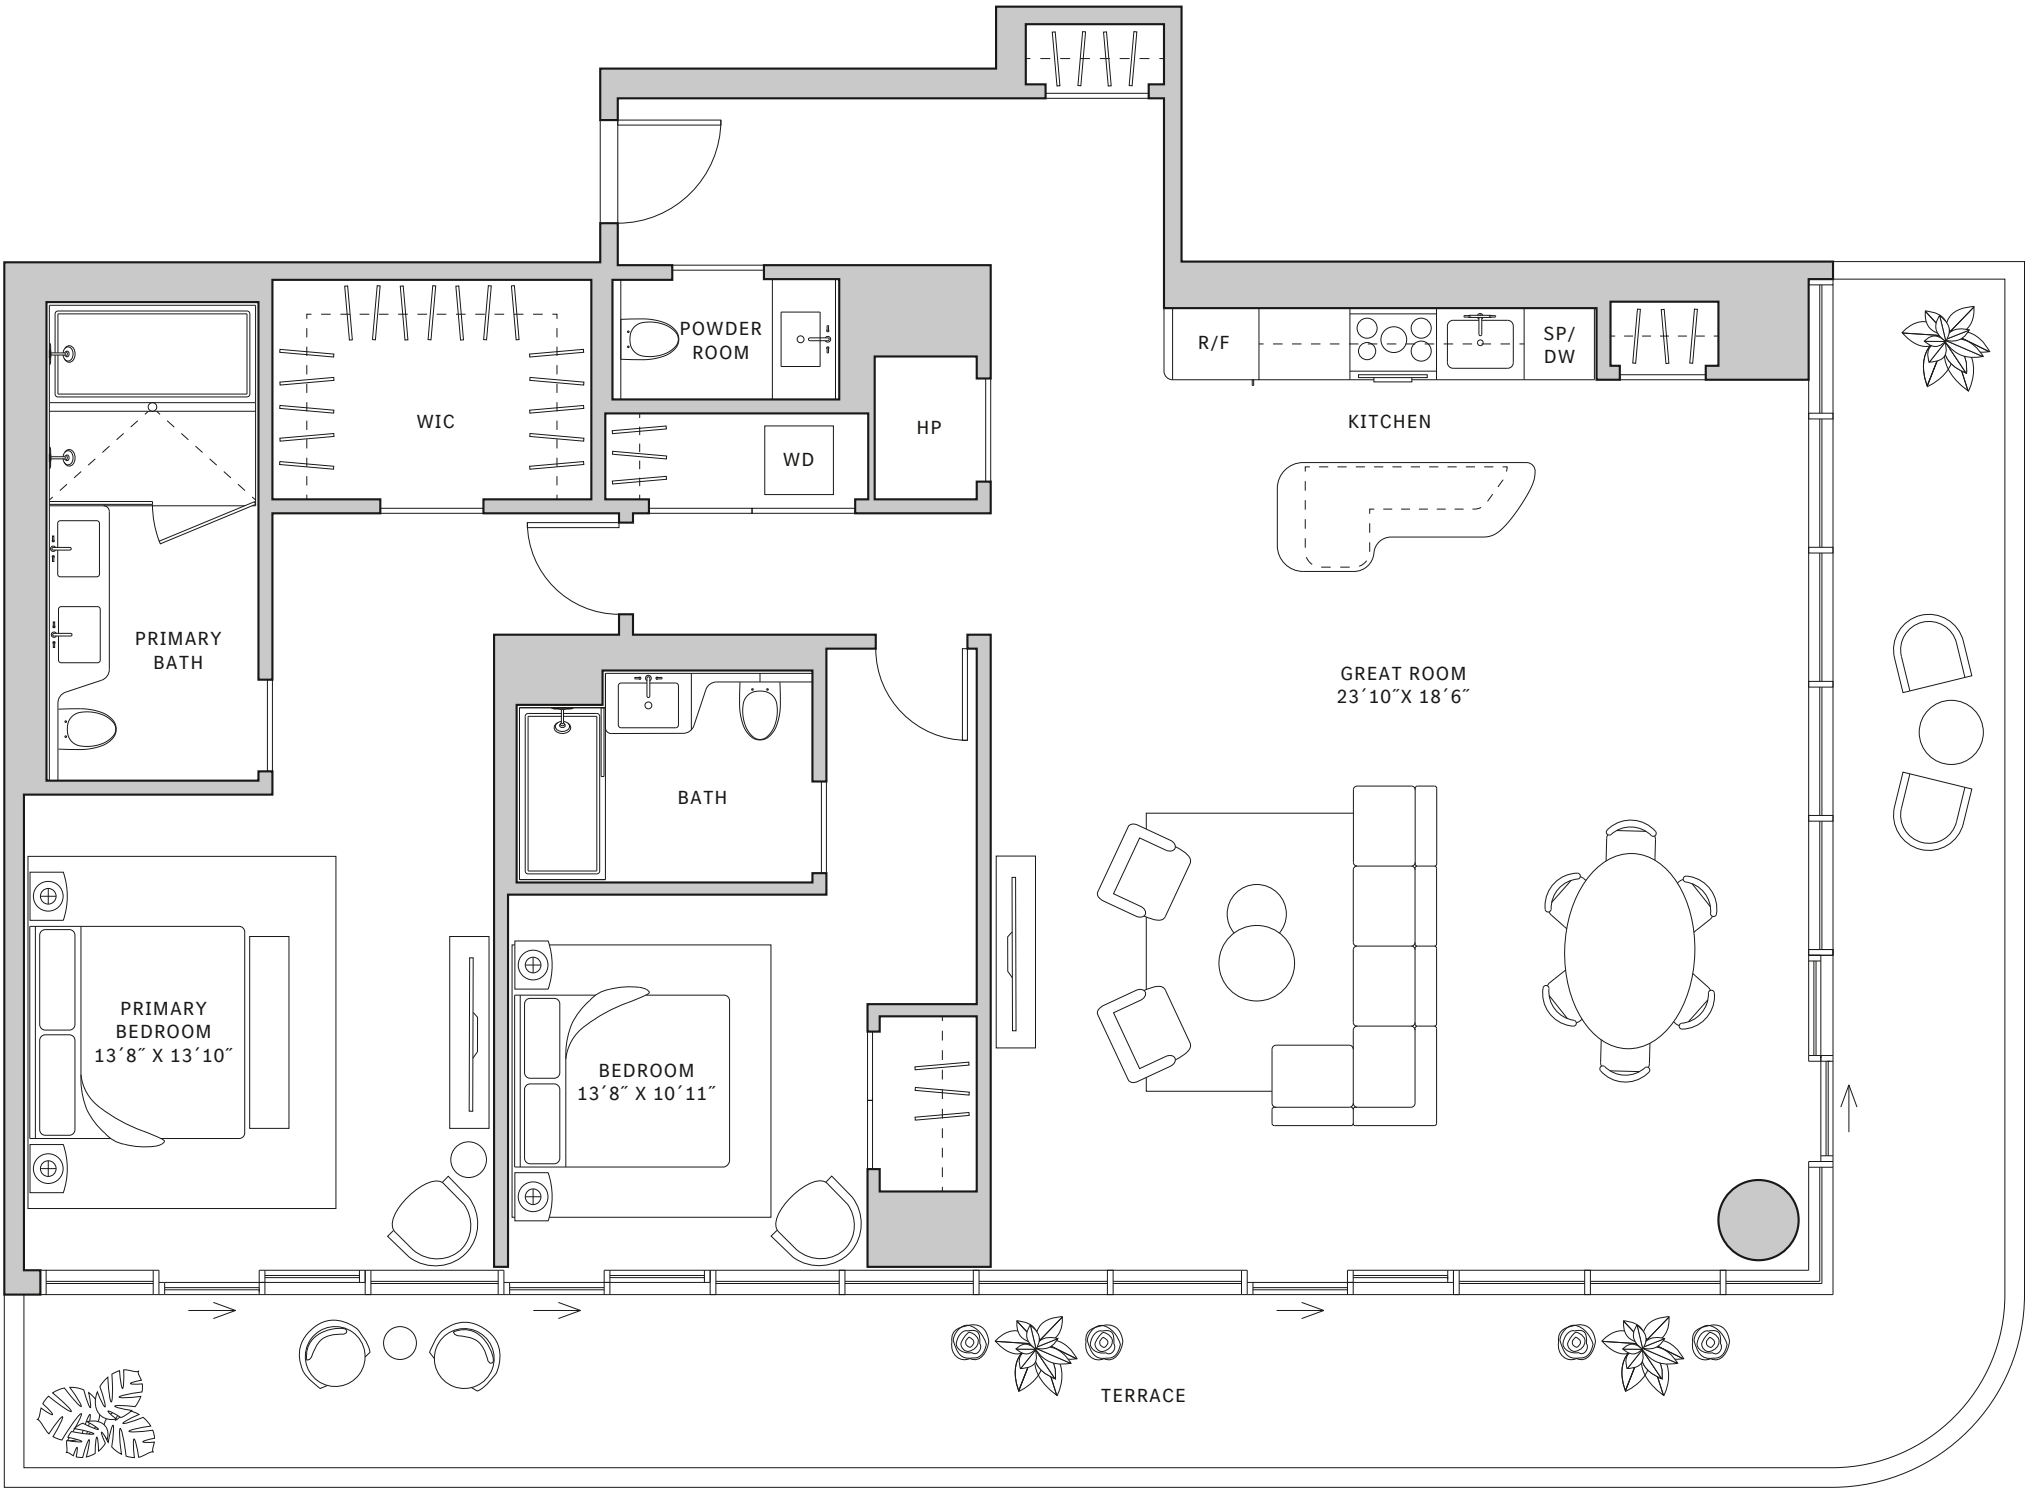 POWDER
ROOM
R/F
SP/
DW
WIC
HP
KITCHEN
WD
PRIMARY
BATH
GREAT ROOM
23´10˝X 18´6˝
BATH
PRIMARY
BEDROOM
13´8˝ X 13´10˝
BEDROOM
13´8˝ X 10´11˝
TERRACE